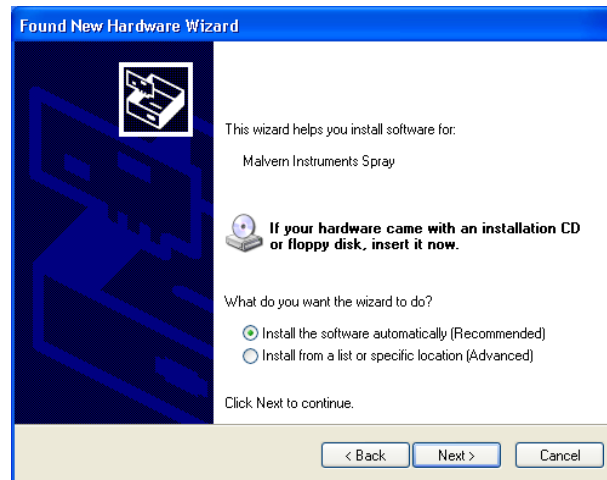 Found New Hardware Wizard
This wizard helps you install software for:
Malvern Instruments Spray
If your hardware came with an installation CD
or floppy disk, insert it now.
What do you want the wizard to do?
Install the software automatically (Recommended)
Install from a list or specific location (Advanced)
Click Next to continue.
< Back Next > Cancel